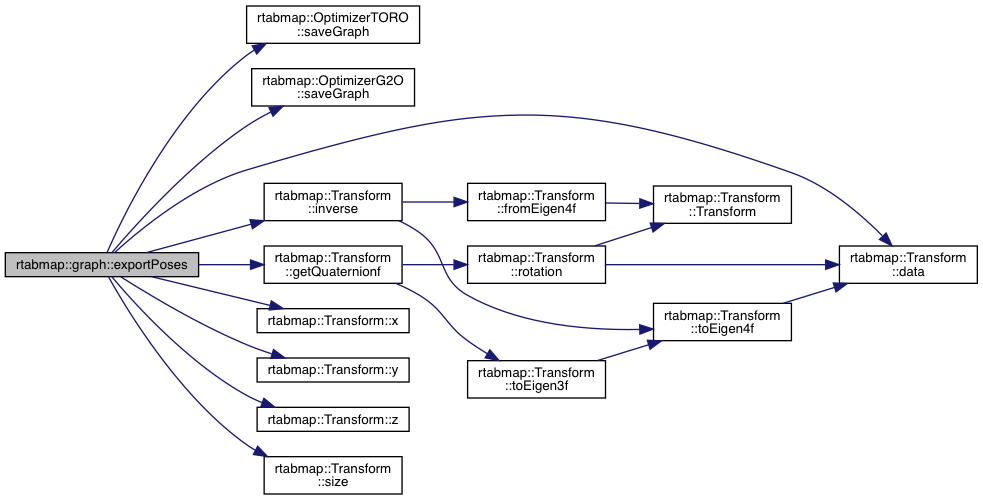 rtabmap::OptimizerTORO
::saveGraph
rtabmap::OptimizerG2O
::saveGraph
rtabmap::Transform
::inverse
rtabmap::Transform
::fromEigen4f
rtabmap::Transform
::Transform
rtabmap::graph::exportPoses
rtabmap::Transform
::getQuaternionf
rtabmap::Transform
::rotation
rtabmap::Transform
::data
rtabmap::Transform::x
rtabmap::Transform
::toEigen4f
rtabmap::Transform::y
rtabmap::Transform
::toEigen3f
rtabmap::Transform::z
rtabmap::Transform
::size